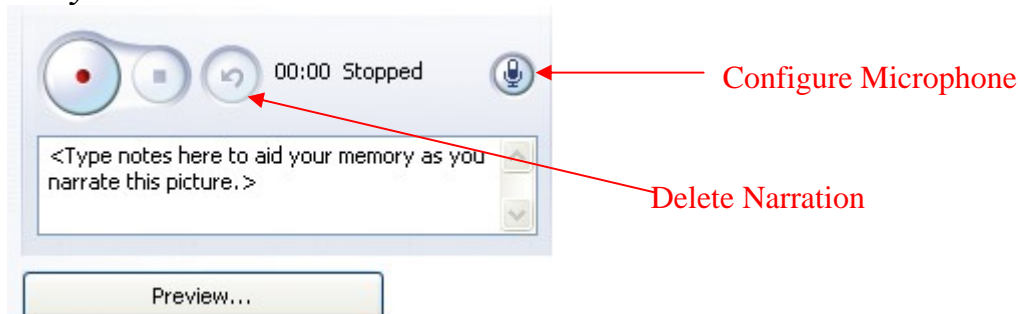 00:00 Stopped
Configure Microphone
<Type notes here to aid your memory as you
narrate this picture.>
Delete Narration
Preview...